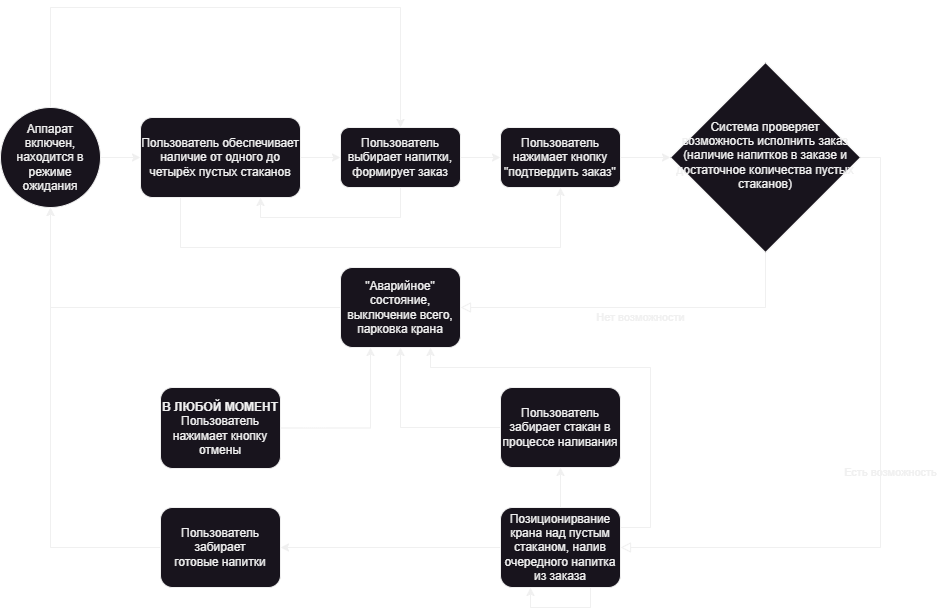 Аппарат
включен,
находится в
режиме
ожидания
Пользователь обеспечивает
наличие от одного до
четырёх пустых стаканов
Пользователь
выбирает напитки,
формирует заказ
Пользователь
нажимает кнопку
"подтвердить заказ"
Система проверяет
возможность исполнить заказ
(наличие напитков в заказе и
достаточное количества пустых
стаканов)
"Аварийное"
состояние,
выключение всего,
парковка крана
Нет возможности
В ЛЮБОЙ МОМЕНТ
Пользователь
нажимает кнопку
отмены
Пользователь
забирает стакан в
процессе наливания
Есть возможность
Пользователь
забирает
готовые напитки
Позиционирвание
крана над пустым
стаканом, налив
очередного напитка
из заказа